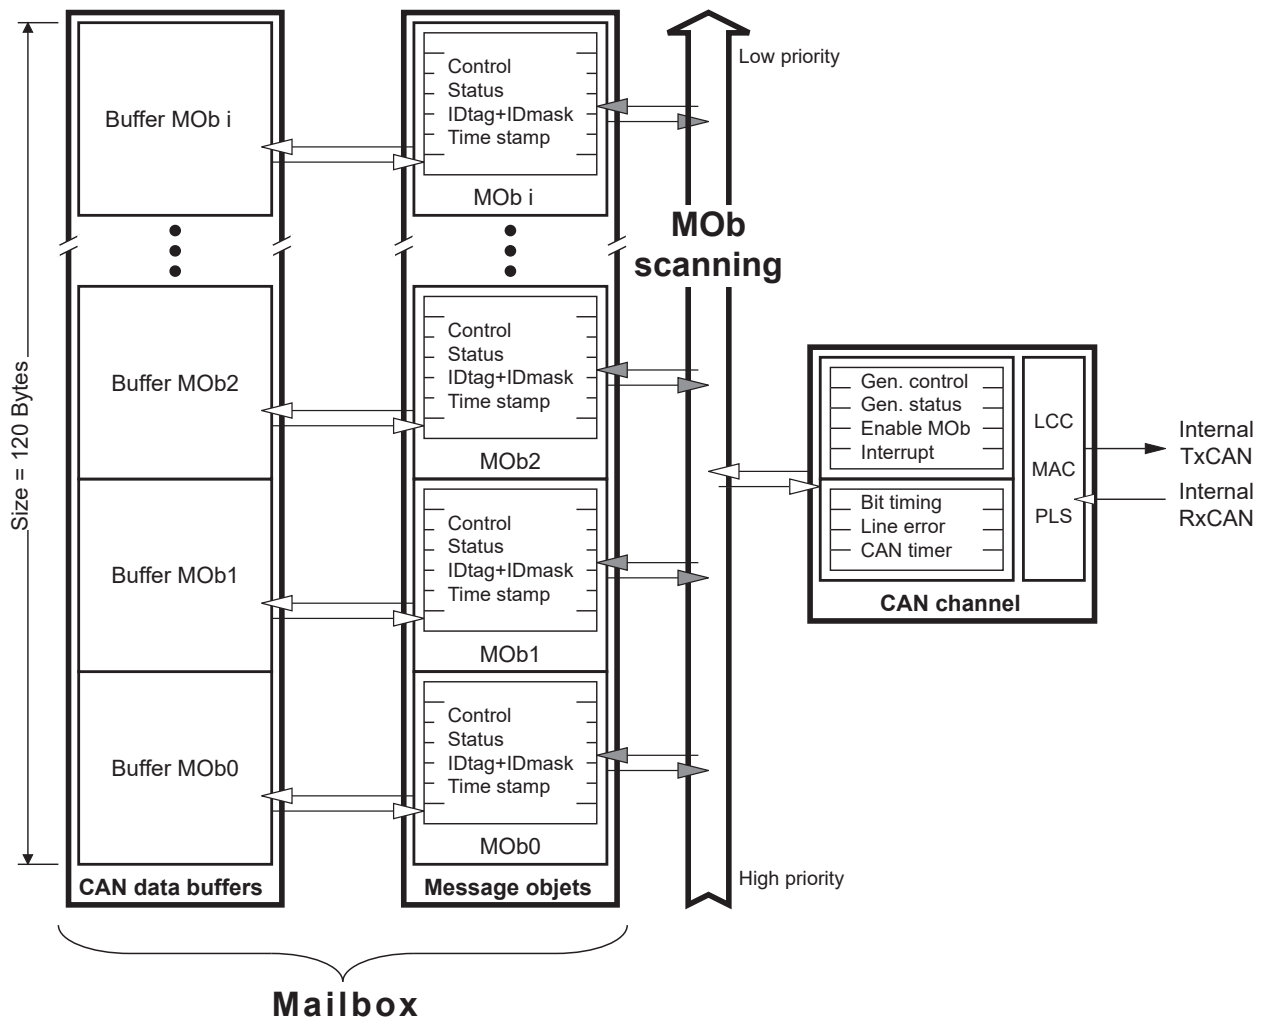 Size = 120 Bytes
Buffer MOb i
Buffer MOb2
Buffer MOb1
Buffer MOb0
CAN data buffers
Control
Status
IDtag+IDmask
Time stamp
MOb i
Control
Status
IDtag+IDmask
Time stamp
MOb2
Control
Status
IDtag+IDmask
Time stamp
MOb1
Control
Status
IDtag+IDmask
Time stamp
MOb0
Message objets
Mailbox
Low priority
MOb
scanning
High priority
Gen. control
Gen. status
Enable MOb
Interrupt
Bit timing
Line error
CAN timer
LCC
MAC
PLS
CAN channel
Internal
TxCAN
Internal
RxCAN